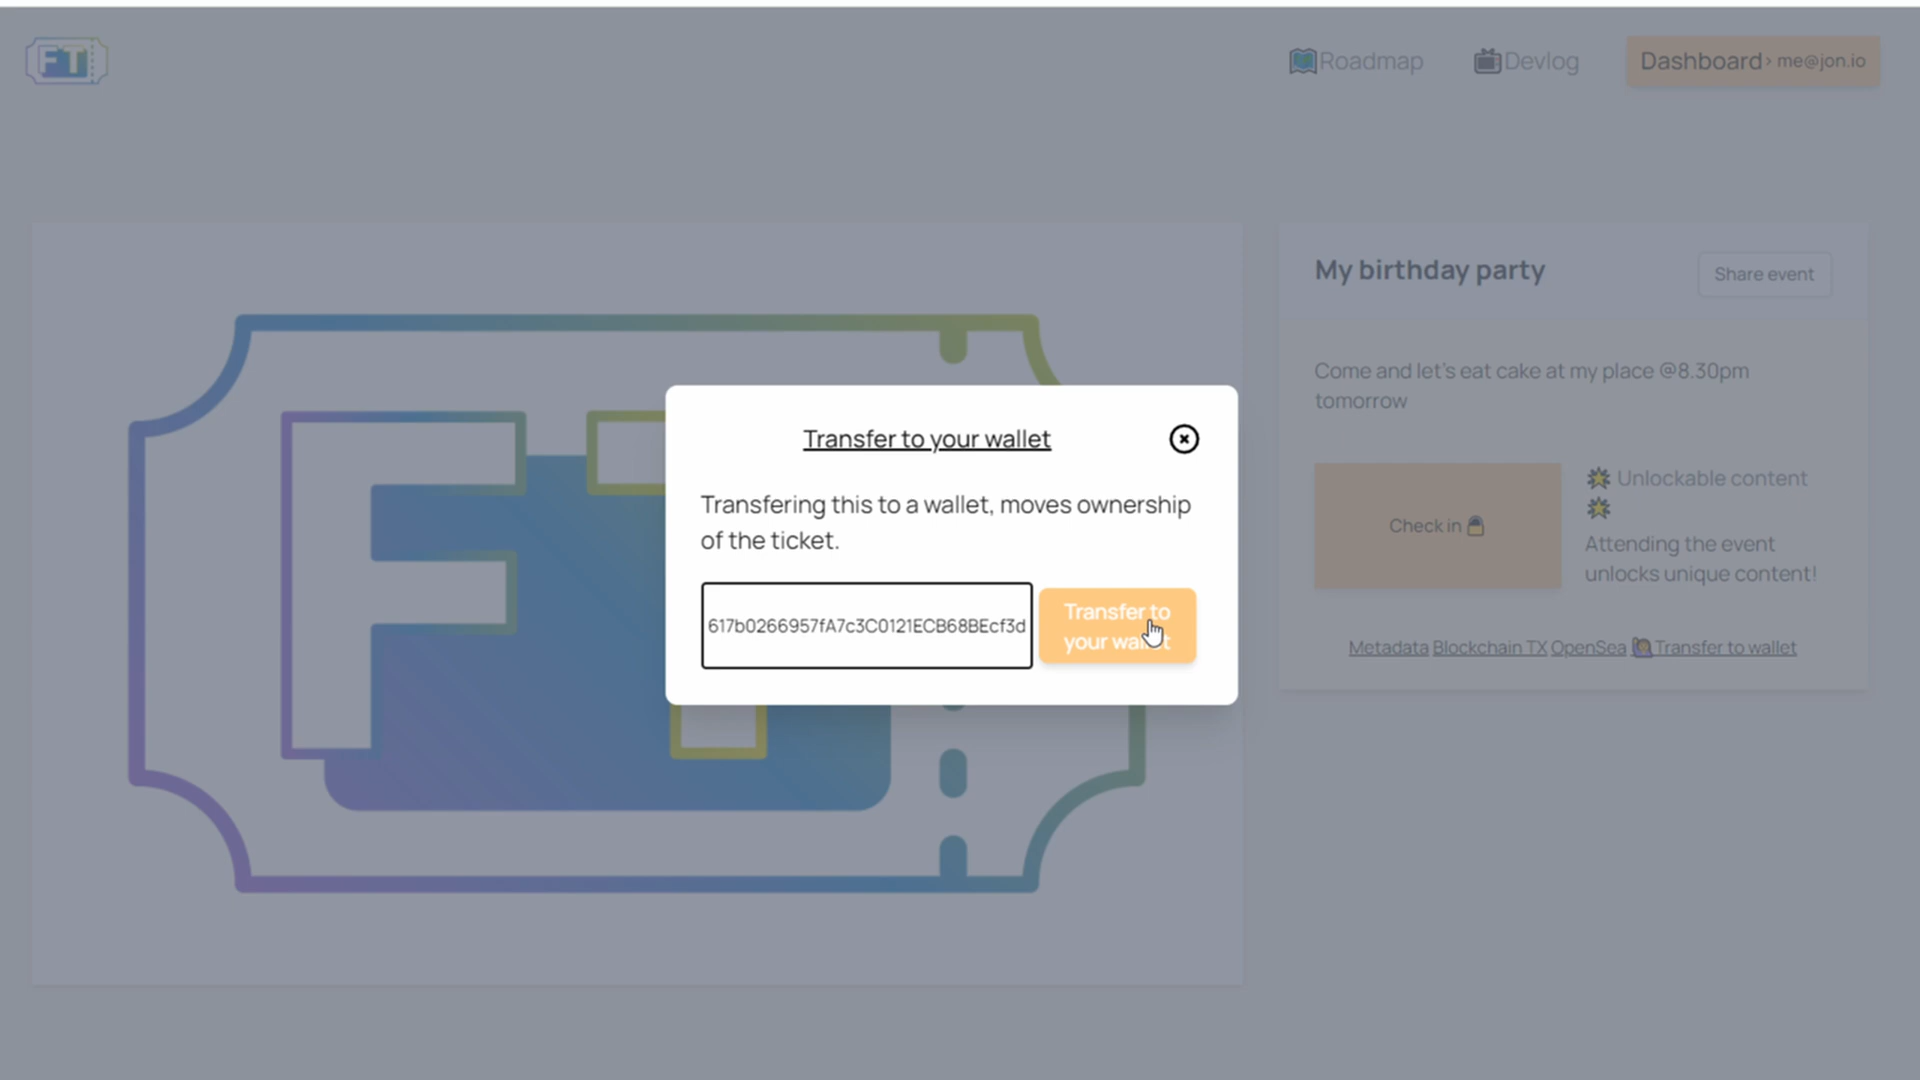 FT
Roadmap
Devlog
Dashboard › me@jon.io
My birthday party
Share event
Come and let's eat cake at my place @8.30pm
tomorrow
Check in
Unlockable content
Attending the event
unlocks unique content!
Metadata Blockchain TX OpenSea Transfer to wallet
Transfer to your wallet
Transfering this to a wallet, moves ownership
of the ticket.
617b0266957fA7c3C0121ECB68BEcf3d
Transfer to
your wallet
F